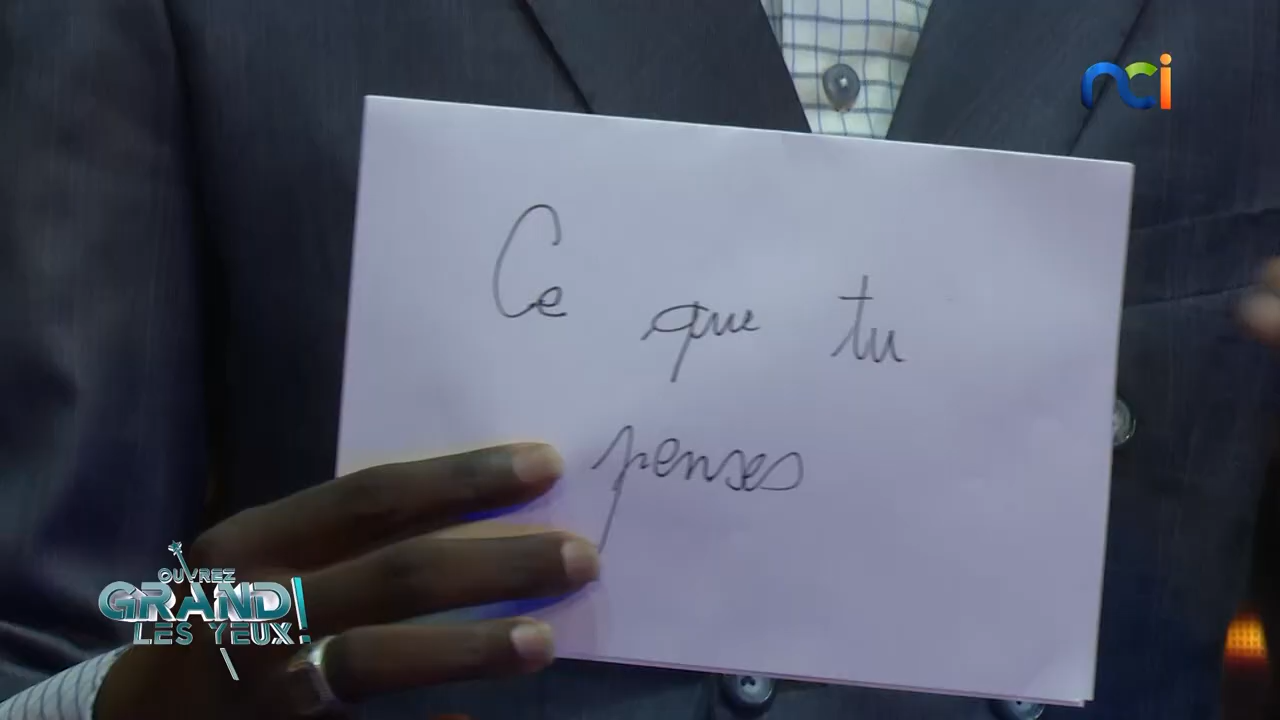 nci
Ce que tu
penses
OUVREZ
GRAND!
LES YEUX!